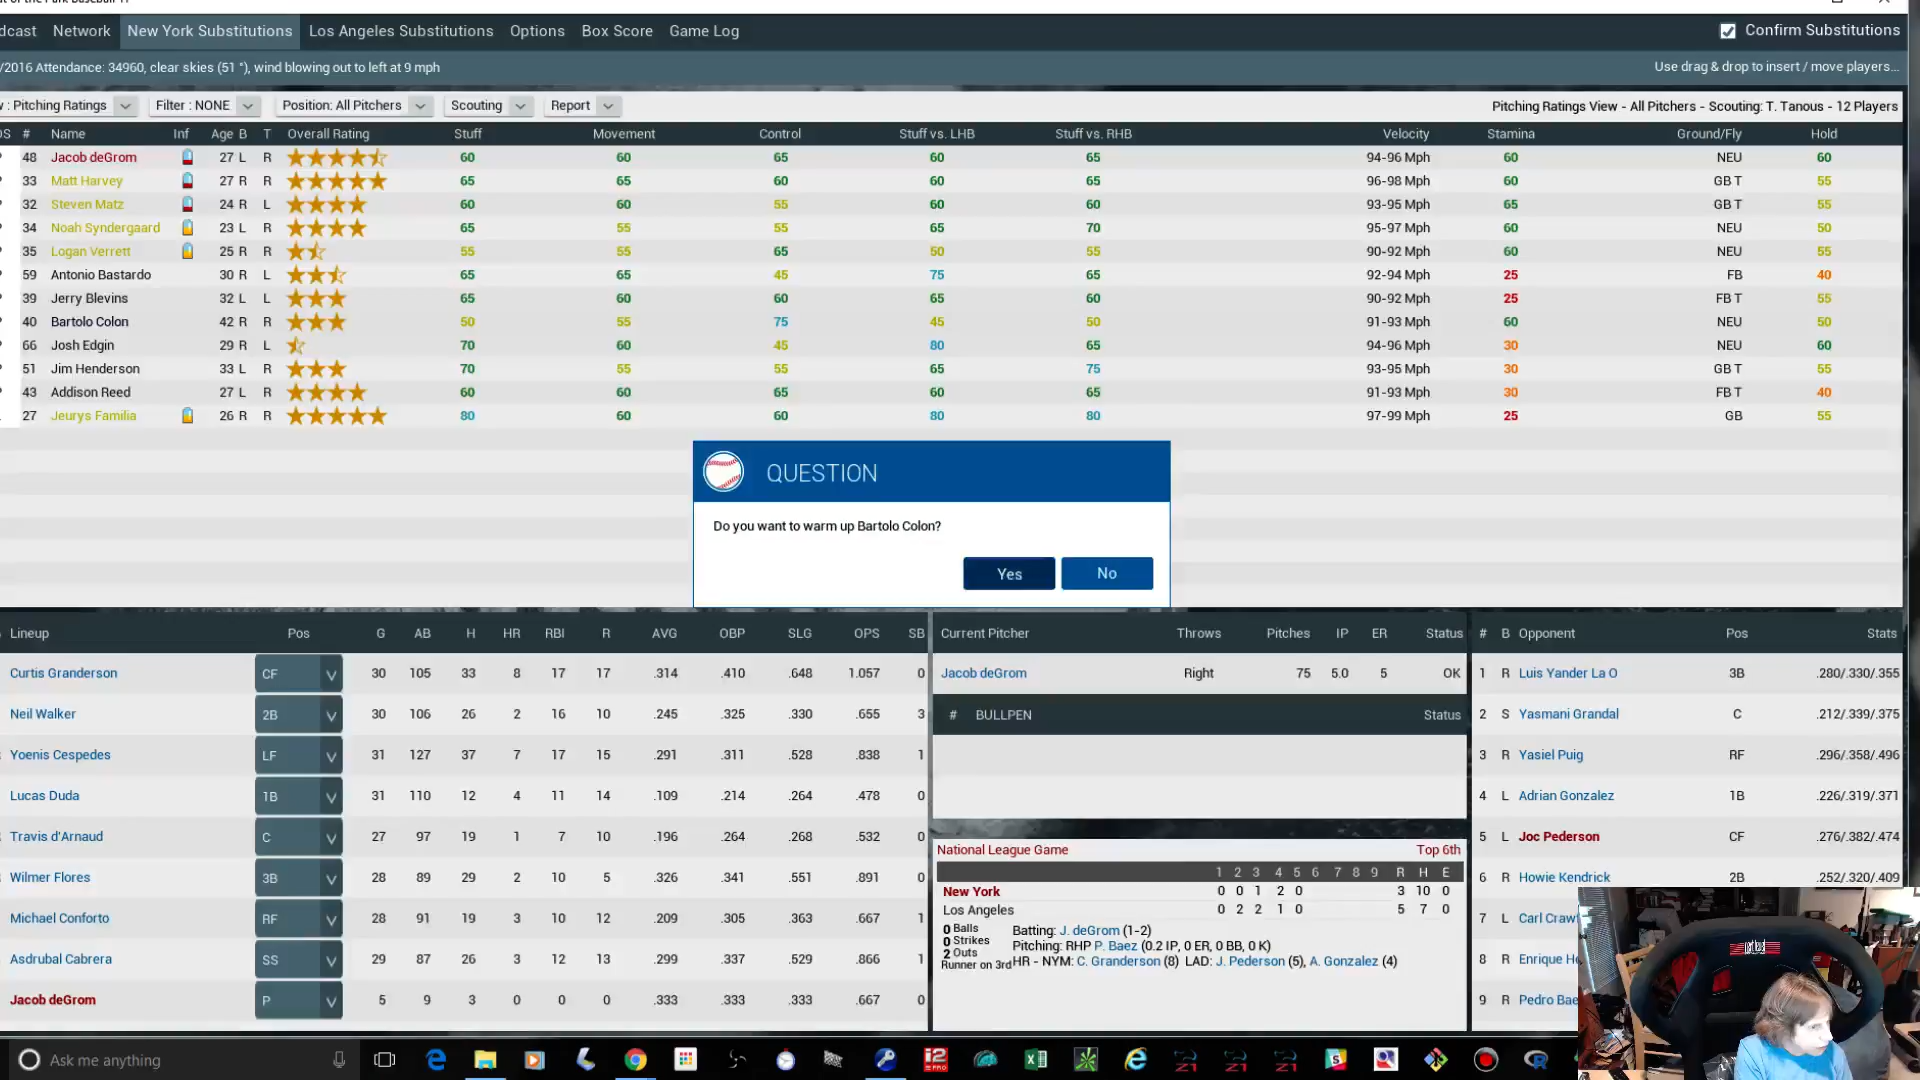 dcast Network New York Substitutions Los Angeles Substitutions Options Box Score Game Log Confirm Substitutions
/2016 Attendance: 34960, clear skies (51 °), wind blowing out to left at 9 mph Use drag & drop to insert / move players...
: Pitching Ratings Filter : NONE Position: All Pitchers Scouting Report Pitching Ratings View - All Pitchers - Scouting: T. Tanous - 12 Players
# Name Inf Age B T Overall Rating Stuff Movement Control Stuff vs. LHB Stuff vs. RHB Velocity Stamina Ground/Fly Hold
48 Jacob deGrom 27 L R 60 60 65 60 65 94-96 Mph 60 NEU 60
33 Matt Harvey 27 R R 65 65 60 60 65 96-98 Mph 60 GB T 55
32 Steven Matz 24 R L 60 60 55 60 60 93-95 Mph 65 GB T 55
34 Noah Syndergaard 23 L R 65 55 55 65 70 95-97 Mph 60 NEU 50
35 Logan Verrett 25 R R 55 55 65 50 55 90-92 Mph 60 NEU 55
59 Antonio Bastardo 30 R L 65 65 45 75 65 92-94 Mph 25 FB 40
39 Jerry Blevins 32 L L 65 60 60 65 60 90-92 Mph 25 FB T 55
40 Bartolo Colon 42 R R 50 55 75 45 50 91-93 Mph 60 NEU 50
66 Josh Edgin 29 R L 70 60 45 80 65 94-96 Mph 30 NEU 60
51 Jim Henderson 33 L R 70 55 55 65 75 93-95 Mph 30 GB T 55
43 Addison Reed 27 L R 60 60 65 60 65 91-93 Mph 30 FB T 40
27 Jeurys Familia 26 R R 80 60 60 80 80 97-99 Mph 25 GB 55
QUESTION
Do you want to warm up Bartolo Colon?
Yes No
Lineup Pos G AB H HR RBI R AVG OBP SLG OPS SB
Curtis Granderson CF 30 105 33 8 17 17 .314 .410 .648 1.057 0
Neil Walker 2B 30 106 26 2 16 10 .245 .325 .330 .655 3
Yoenis Cespedes LF 31 127 37 7 17 15 .291 .311 .528 .838 1
Lucas Duda 1B 31 110 12 4 11 14 .109 .214 .264 .478 0
Travis d'Arnaud C 27 97 19 1 7 10 .196 .264 .268 .532 0
Wilmer Flores 3B 28 89 29 2 10 5 .326 .341 .551 .891 0
Michael Conforto RF 28 91 19 3 10 12 .209 .305 .363 .667 1
Asdrubal Cabrera SS 29 87 26 3 12 13 .299 .337 .529 .866 1
Jacob deGrom P 5 9 3 0 0 0 .333 .333 .333 .667 0
Current Pitcher Throws Pitches IP ER Status
Jacob deGrom Right 75 5.0 5 OK
# BULLPEN Status
National League Game Top 6th
1 2 3 4 5 6 7 8 9 R H E
New York 0 0 1 2 0 3 10 0
Los Angeles 0 2 2 1 0 5 7 0
0 Balls
0 Strikes
2 Outs
Runner on 3rd
Batting: J. deGrom (1-2)
Pitching: RHP P. Baez (0.2 IP, 0 ER, 0 BB, 0 K)
HR - NYM: C. Granderson (8) LAD: J. Pederson (5), A. Gonzalez (4)
# B Opponent Pos Stats
1 R Luis Yander La O 3B .280/.330/.355
2 S Yasmani Grandal C .212/.339/.375
3 R Yasiel Puig RF .296/.358/.496
4 L Adrian Gonzalez 1B .226/.319/.371
5 L Joc Pederson CF .276/.382/.474
6 R Howie Kendrick 2B .252/.320/.409
7 L Carl Craw
8 R Enrique He
9 R Pedro Bae
Ask me anything